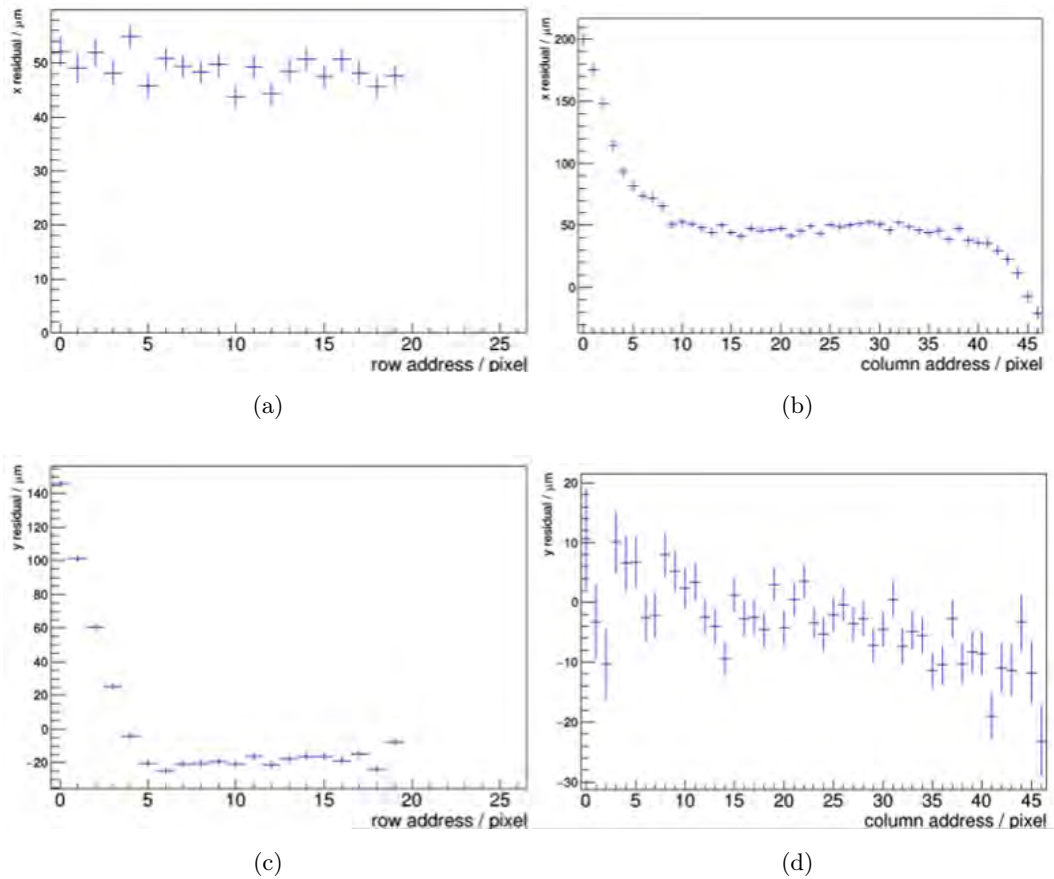 x residual / μm
50
40
30
20
10
0
0 5 10 15 20 25
row address / pixel
(a)
x residual / μm
200
150
100
50
0
0 5 10 15 20 25 30 35 40 45
column address / pixel
(b)
y residual / μm
140
120
100
80
60
40
20
0
−20
0 5 10 15 20 25
row address / pixel
(c)
y residual / μm
20
10
0
−10
−20
−30
0 5 10 15 20 25 30 35 40 45
column address / pixel
(d)